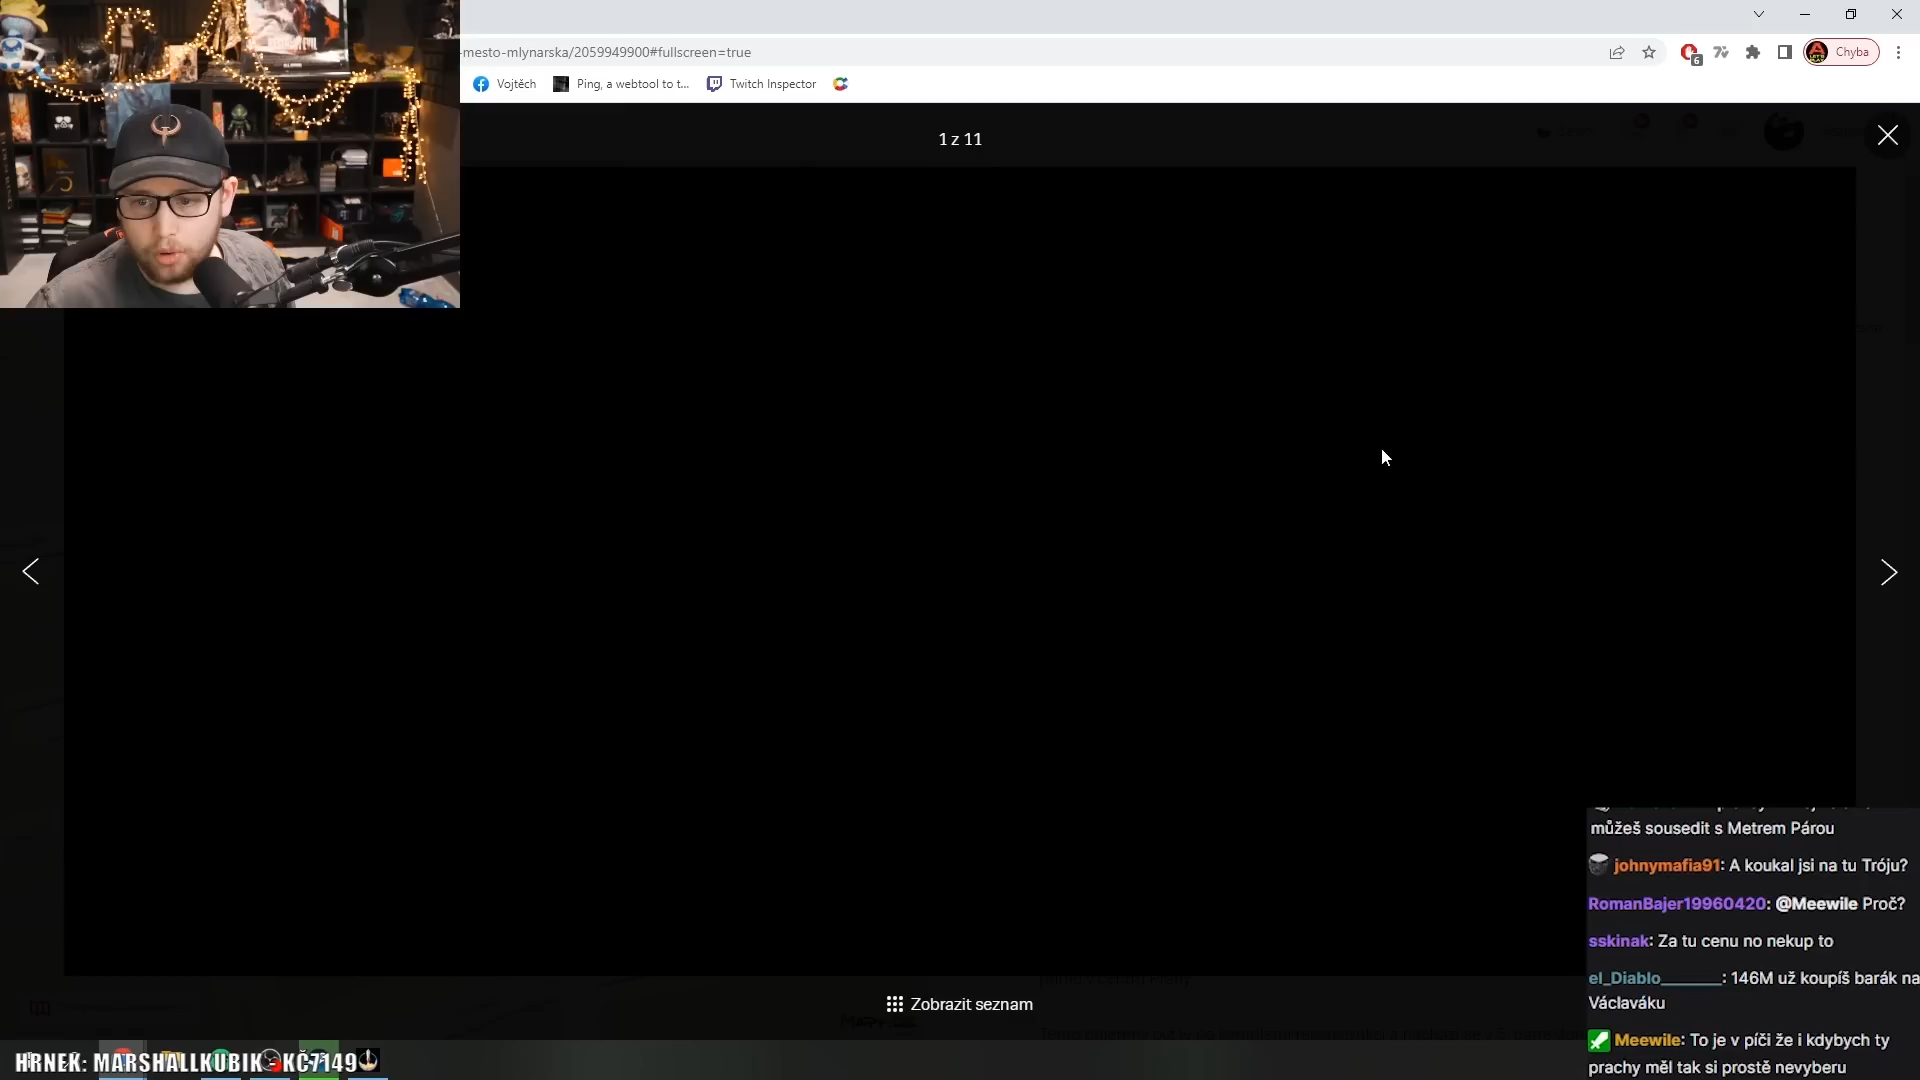 -mesto-mlynarska/2059949900#fullscreen=true
6
Chyba
Vojtěch
Ping, a webtool to t...
Twitch Inspector
1 z 11
můžeš sousedit s Metrem Párou
johnymafia91: A koukal jsi na tu Tróju?
RomanBajer19960420: @Meewile Proč?
sskinak: Za tu cenu no nekup to
el_Diablo_______: 146M už koupíš barák na
Václaváku
Zobrazit seznam
Meewile: To je v píči že i kdybych ty
prachy měl tak si prostě nevyberu
HRNEK: MARSHALLKUBIK - KČ7149